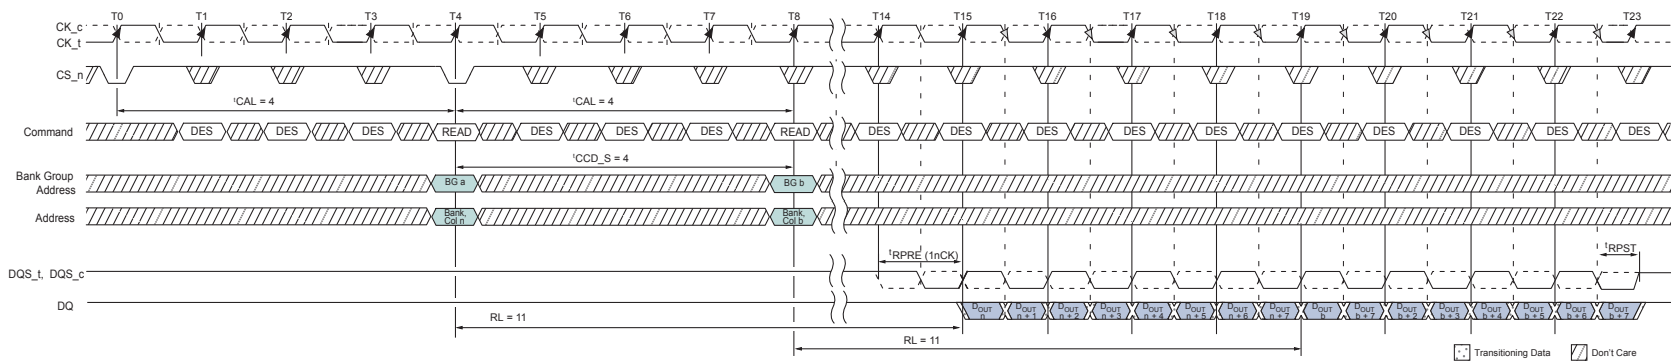 T0 T1 T2 T3 T4 T5 T6 T7 T8 T14 T15 T16 T17 T18 T19 T20 T21 T22 T23
CK_c
CK_t
CS_n
tCAL = 4 tCAL = 4
Command DES DES DES READ DES DES DES READ DES DES DES DES DES DES DES DES DES DES
tCCD_S = 4
Bank Group
Address
BG a BG b
Address
Bank,
Col n
Bank,
Col b
tRPRE (1nCK) tRPST
DQS_t, DQS_c
DQ
DOUT
n
DOUT
n + 1
DOUT
n + 2
DOUT
n + 3
DOUT
n + 4
DOUT
n + 5
DOUT
n + 6
DOUT
n + 7
DOUT
b
DOUT
b + 7
DOUT
b + 2
DOUT
b + 3
DOUT
b + 4
DOUT
b + 5
DOUT
b + 6
DOUT
b + 7
RL = 11
RL = 11
Transitioning Data Don't Care